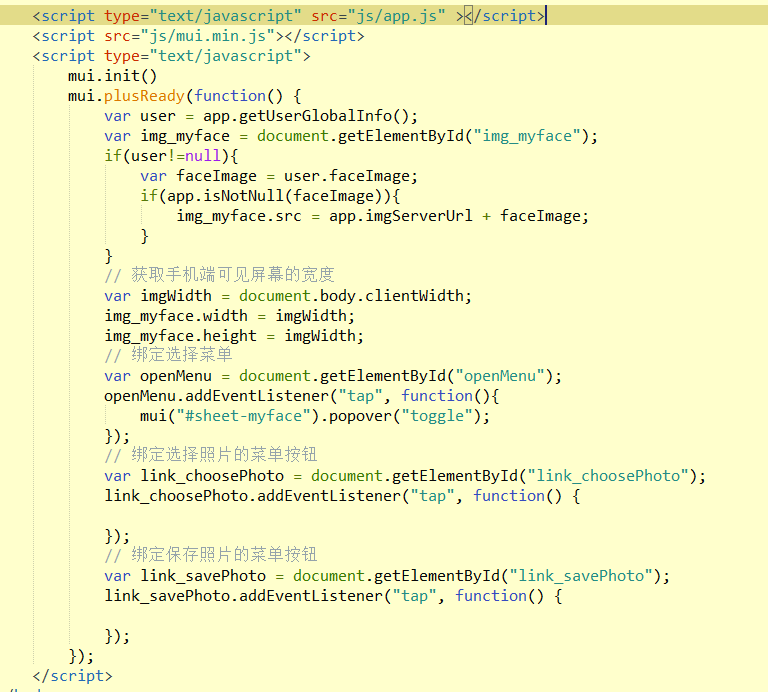 <script type="text/javascript" src="js/app.js" ></script>
<script src="js/mui.min.js"></script>
<script type="text/javascript">
mui.init()
mui.plusReady(function() {
var user = app.getUserGlobalInfo();
var img_myface = document.getElementById("img_myface");
if(user!=null){
var faceImage = user.faceImage;
if(app.isNotNull(faceImage)){
img_myface.src = app.imgServerUrl + faceImage;
}
}
// 获取手机端可见屏幕的宽度
var imgWidth = document.body.clientWidth;
img_myface.width = imgWidth;
img_myface.height = imgWidth;
// 绑定选择菜单
var openMenu = document.getElementById("openMenu");
openMenu.addEventListener("tap", function(){
mui("#sheet-myface").popover("toggle");
});
// 绑定选择照片的菜单按钮
var link_choosePhoto = document.getElementById("link_choosePhoto");
link_choosePhoto.addEventListener("tap", function() {
});
// 绑定保存照片的菜单按钮
var link_savePhoto = document.getElementById("link_savePhoto");
link_savePhoto.addEventListener("tap", function() {
});
});
</script>